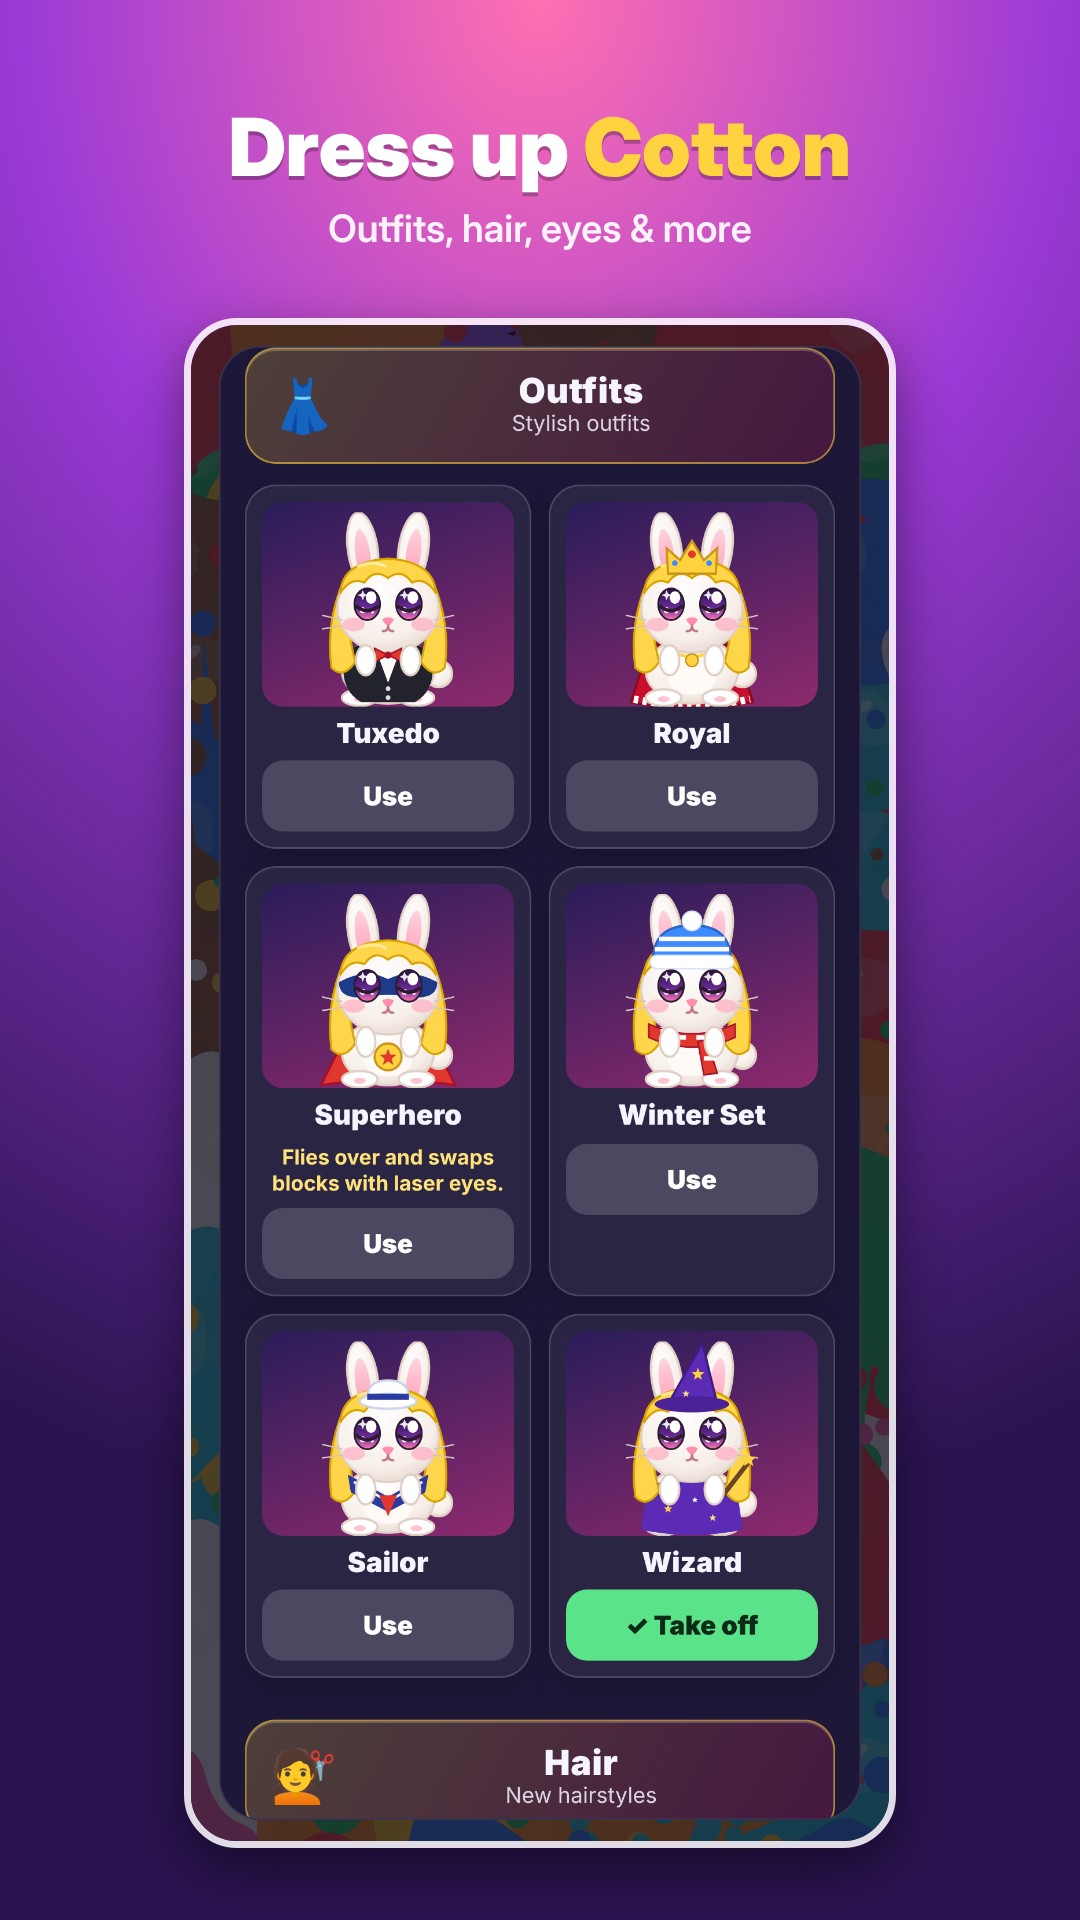 Dress up Cotton
Outfits, hair, eyes & more
Outfits
Stylish outfits
Tuxedo
Use
Royal
Use
Superhero
Flies over and swaps
blocks with laser eyes.
Use
Winter Set
Use
Sailor
Use
Wizard
✓ Take off
Hair
New hairstyles